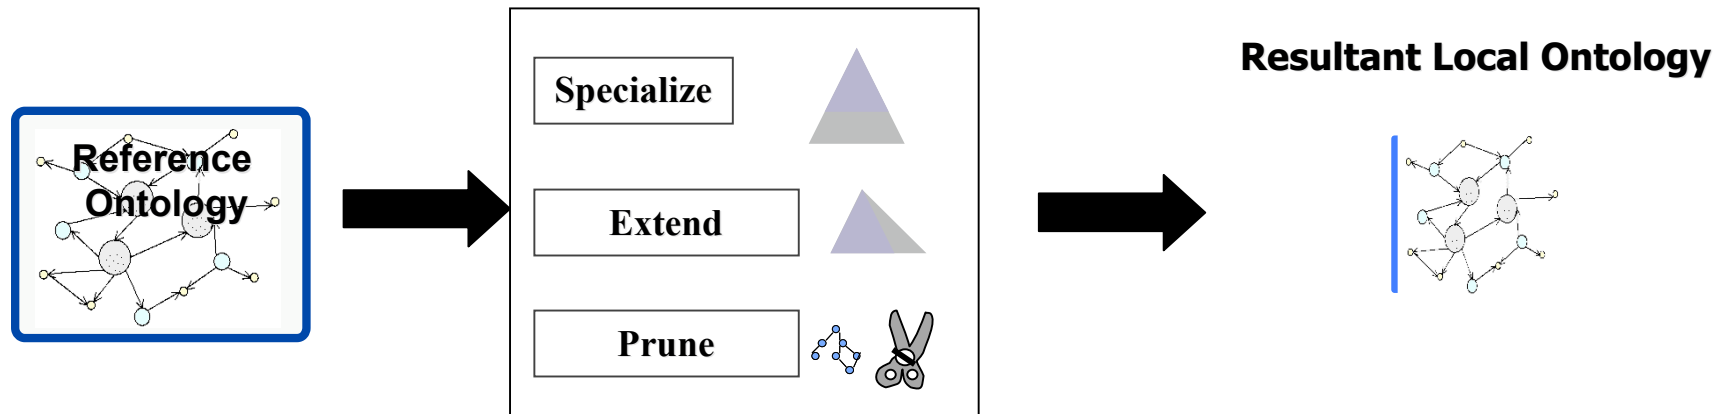 Reference
Ontology
Specialize
Extend
Prune
Resultant Local Ontology